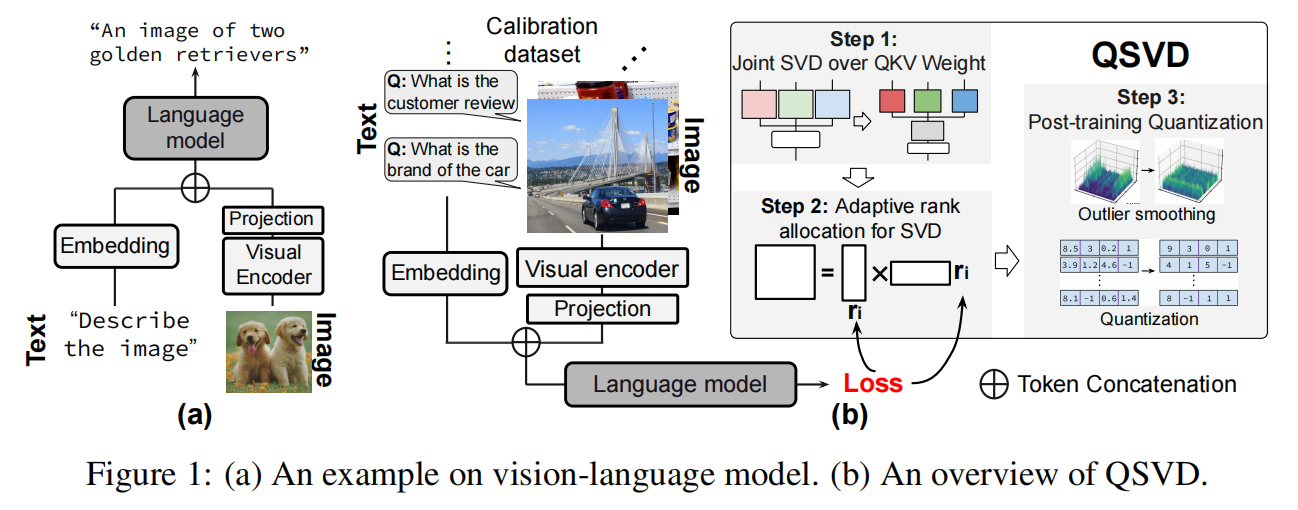 “An image of two
golden retrievers”
Language
model
Embedding
Projection
Visual
Encoder
Text
“Describe
the image”
Image
(a)
Calibration
dataset
Text
Q: What is the
customer review
Q: What is the
brand of the car
Image
Embedding
Visual encoder
Projection
Language model
Loss
(b)
Step 1:
Joint SVD over QKV Weight
Step 2: Adaptive rank
allocation for SVD
=
×
ri
ri
QSVD
Step 3:
Post-training Quantization
Outlier smoothing
8.5 3 0.2 1
3.9 1.2 4.6 -1
8.1 -1 0.6 1.4
9 3 0 1
4 1 5 -1
8 -1 1 1
Quantization
Token Concatenation
Figure 1: (a) An example on vision-language model. (b) An overview of QSVD.